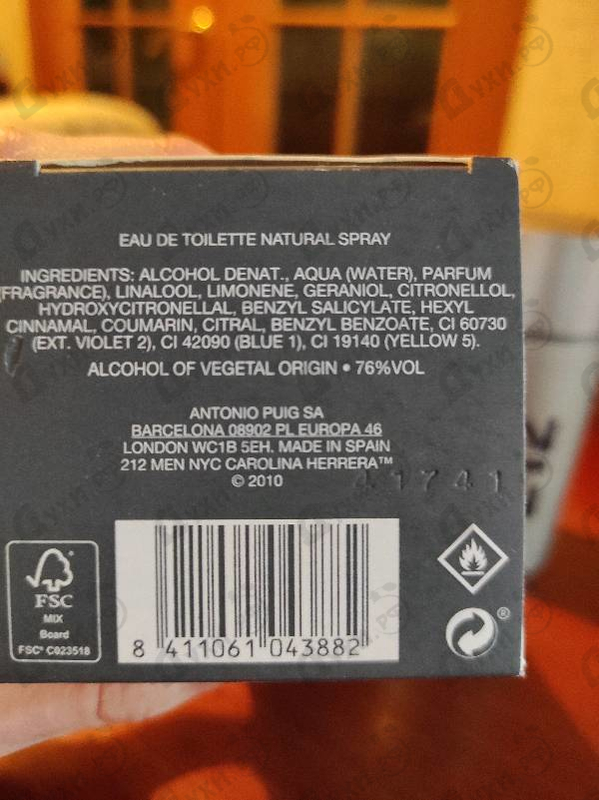 EAU DE TOILETTE NATURAL SPRAY
INGREDIENTS: ALCOHOL DENAT., AQUA (WATER), PARFUM
(FRAGRANCE), LINALOOL, LIMONENE, GERANIOL, CITRONELLOL,
HYDROXYCITRONELLAL, BENZYL SALICYLATE, HEXYL
CINNAMAL, COUMARIN, CITRAL, BENZYL BENZOATE, CI 60730
(EXT. VIOLET 2), CI 42090 (BLUE 1), CI 19140 (YELLOW 5).
ALCOHOL OF VEGETAL ORIGIN • 76%VOL
ANTONIO PUIG SA
BARCELONA 08902 PL EUROPA 46
LONDON WC1B 5EH. MADE IN SPAIN
212 MEN NYC CAROLINA HERRERA™
© 2010
41741
FSC
MIX
Board
FSC® C023518
8 411061 043882
®
212
Духи.рф